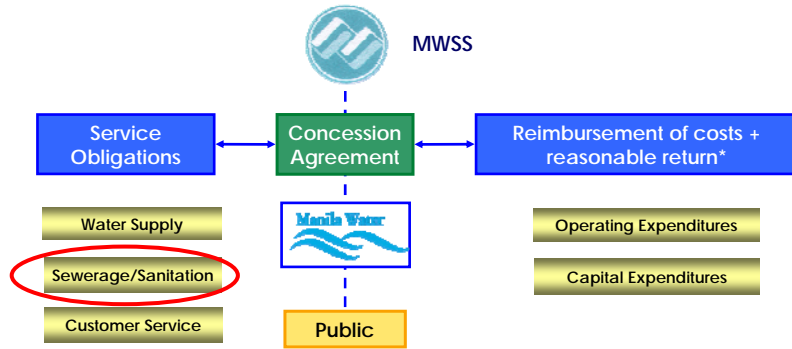 MWSS
Service
Obligations
Concession
Agreement
Reimbursement of costs +
reasonable return*
Water Supply
Sewerage/Sanitation
Customer Service
Manila Water
Public
Operating Expenditures
Capital Expenditures